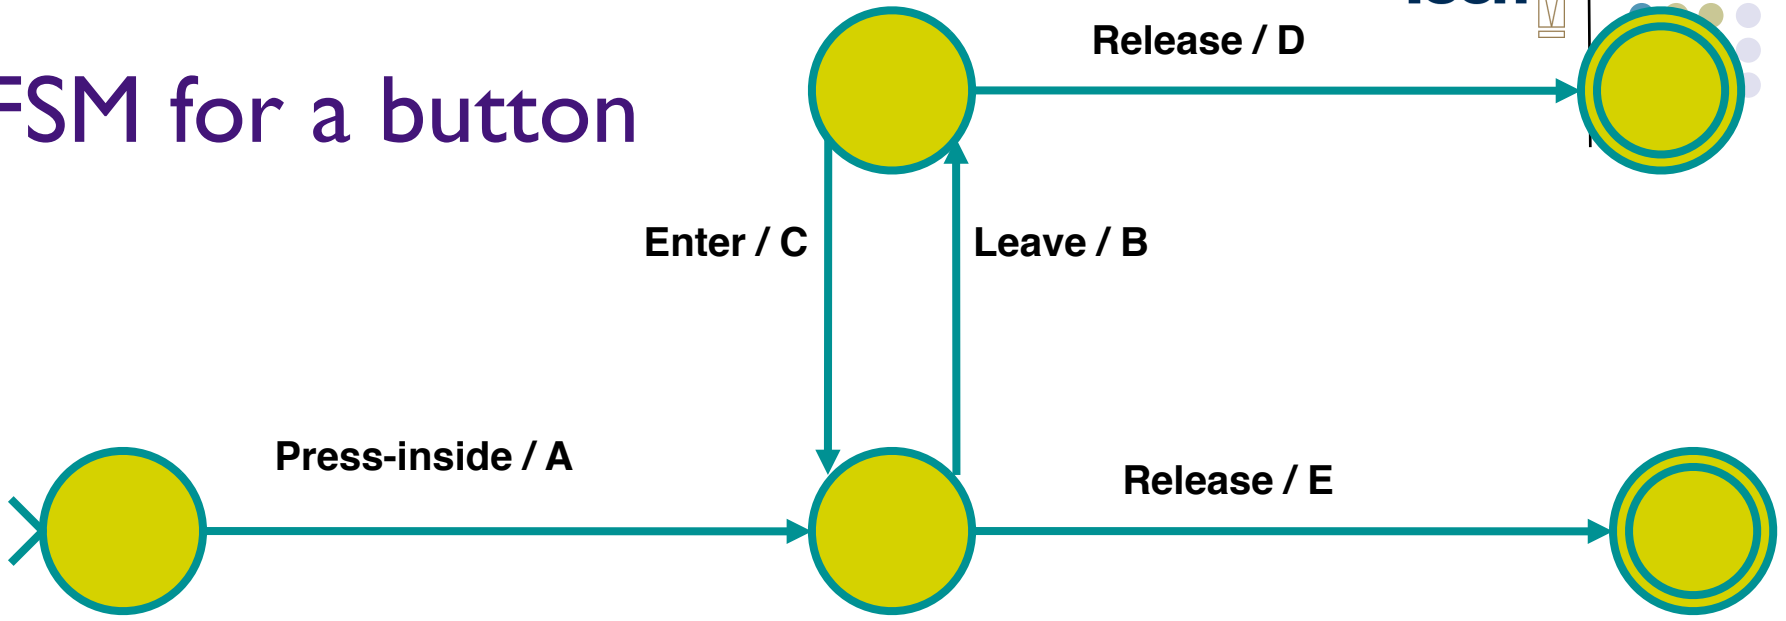 FSM for a button
Release / D
Enter / C
Leave / B
Press-inside / A
Release / E